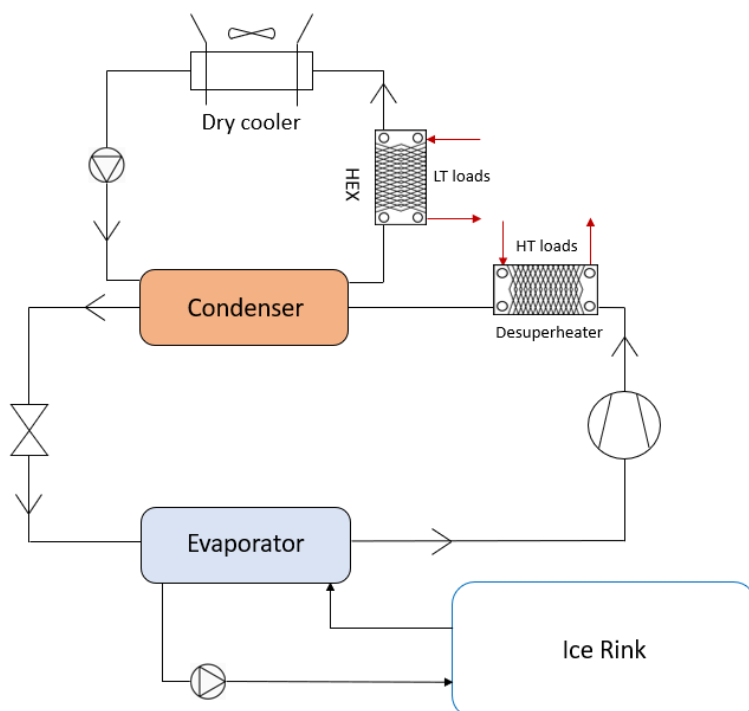 Dry cooler
HEX
LT loads
HT loads
Condenser
Desuperheater
Evaporator
Ice Rink